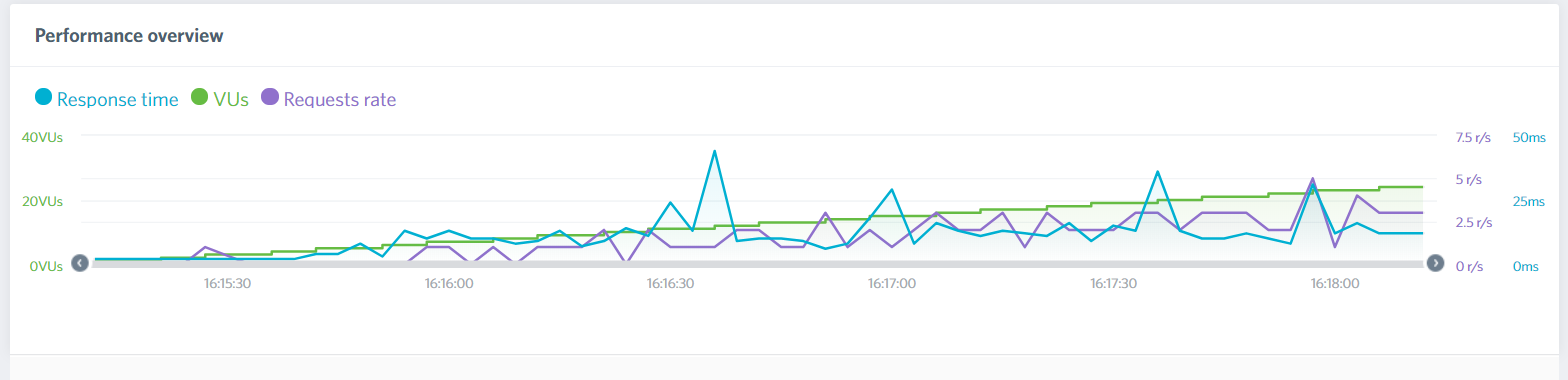 Performance overview
Response time VUs Requests rate
40VUs 7.5 r/s 50ms
5 r/s
20VUs 25ms
2.5 r/s
0VUs 0 r/s 0ms
16:15:30 16:16:00 16:16:30 16:17:00 16:17:30 16:18:00